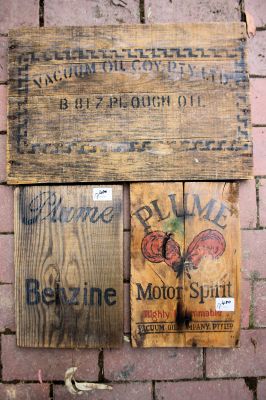 VACUUM OIL COY. PTY LTD
B 817. PLOUGH OIL
Plume
Benzine
PLUME
Motor Spirit
Highly Inflammable
VACUUM OIL COMPANY, PTY LTD